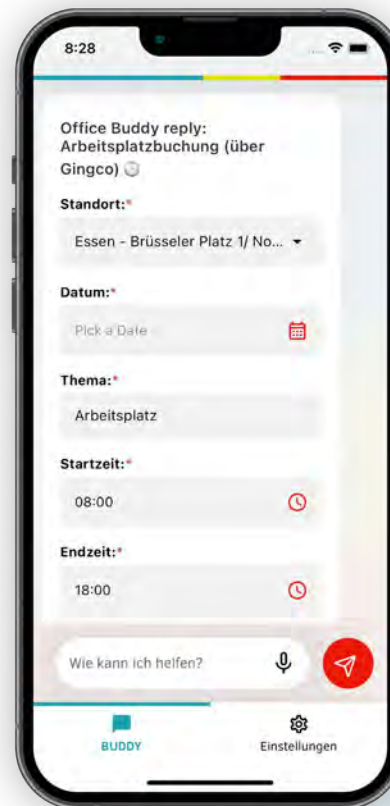 8:28
Office Buddy reply:
Arbeitsplatzbuchung (über
Gingco)
Standort:*
Essen - Brüsseler Platz 1/ No...
Datum:*
Pick a Date
Thema:*
Arbeitsplatz
Startzeit:*
08:00
Endzeit:*
18:00
Wie kann ich helfen?
BUDDY
Einstellungen